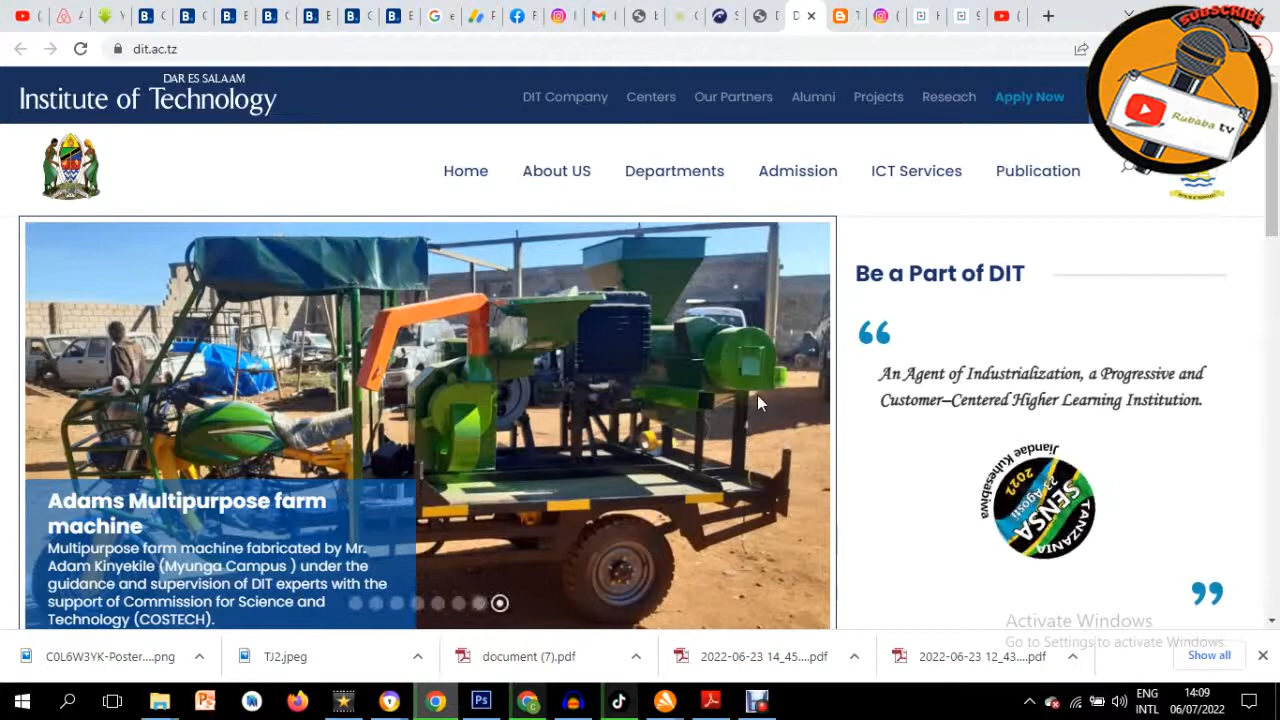 dit.ac.tz
SUBSCRIBE
Rubaba tv
DAR ES SALAAM
Institute of Technology
DIT Company Centers Our Partners Alumni Projects Reseach Apply Now
Home About US Departments Admission ICT Services Publication
Be a Part of DIT
“
An Agent of Industrialization, a Progressive and
Customer–Centered Higher Learning Institution.
Jiandae Kuhesabiwa
SENSA
23 Agosti
2022
TANZANIA
”
Adams Multipurpose farm
machine
Multipurpose farm machine fabricated by Mr.
Adam Kinyekile (Myunga Campus ) under the
guidance and supervision of DIT experts with the
support of Commission for Science and
Technology (COSTECH).
Activate Windows
Go to Settings to activate Windows.
C0L6W3YK-Poster....png TJ2.jpeg document (7).pdf 2022-06-23 14_45....pdf 2022-06-23 12_43....pdf Show all
ENG 14:09
INTL 06/07/2022